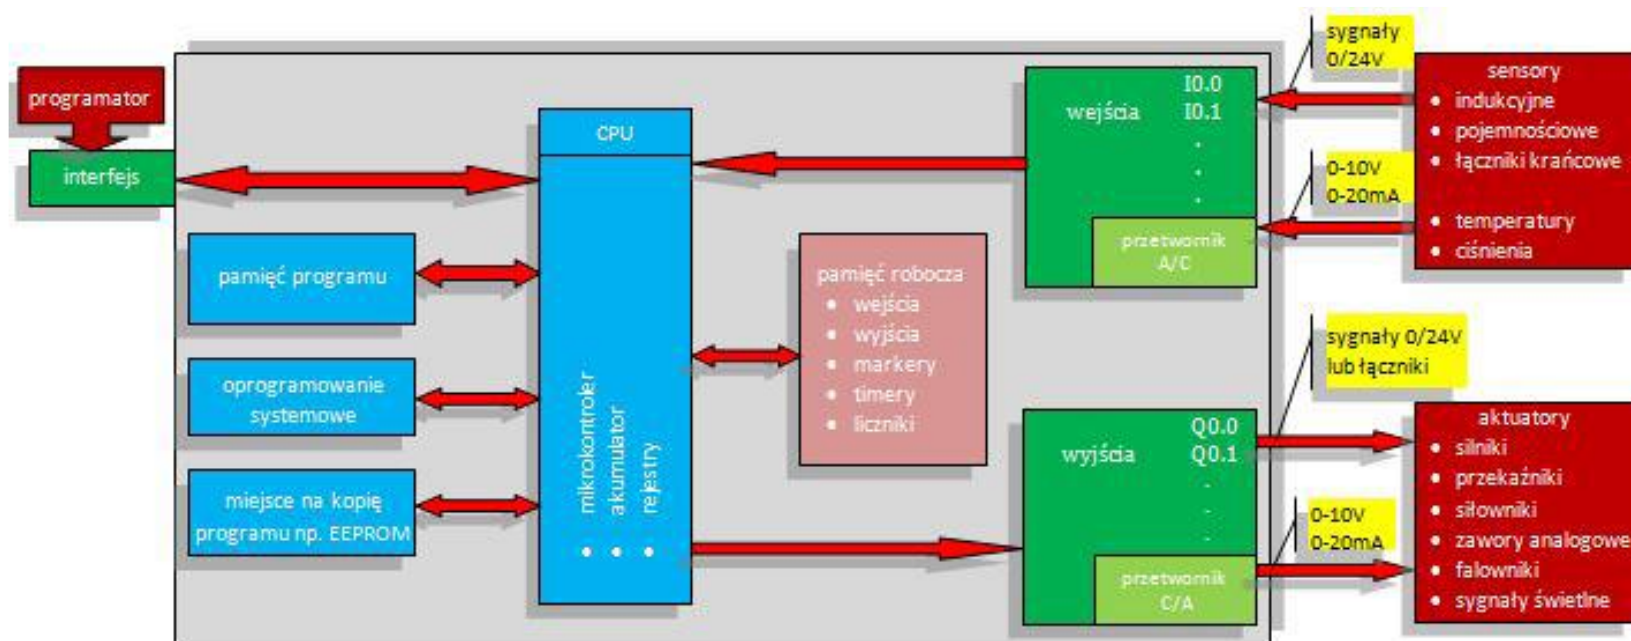 programator
interfejs
pamięć programu
oprogramowanie
systemowe
miejsce na kopię
programu np. EEPROM
CPU
• mikrokontroler
• akumulator
• rejestry
pamięć robocza
• wejścia
• wyjścia
• markery
• timery
• liczniki
wejścia
I0.0
I0.1
przetwornik
A/C
sygnały
0/24V
0-10V
0-20mA
sensory
• indukcyjne
• pojemnościowe
• łączniki krańcowe
• temperatury
• ciśnienia
wyjścia
Q0.0
Q0.1
przetwornik
C/A
sygnały 0/24V
lub łączniki
0-10V
0-20mA
aktuatory
• silniki
• przekaźniki
• siłowniki
• zawory analogowe
• falowniki
• sygnały świetlne